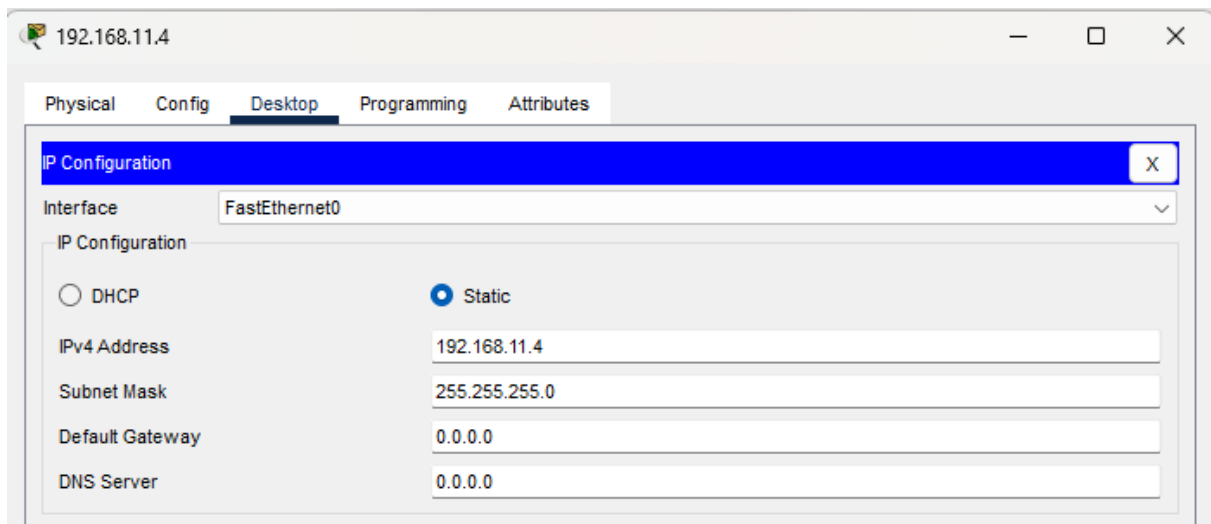 192.168.11.4
Physical Config Desktop Programming Attributes
IP Configuration X
Interface FastEthernet0
IP Configuration
DHCP Static
IPv4 Address 192.168.11.4
Subnet Mask 255.255.255.0
Default Gateway 0.0.0.0
DNS Server 0.0.0.0